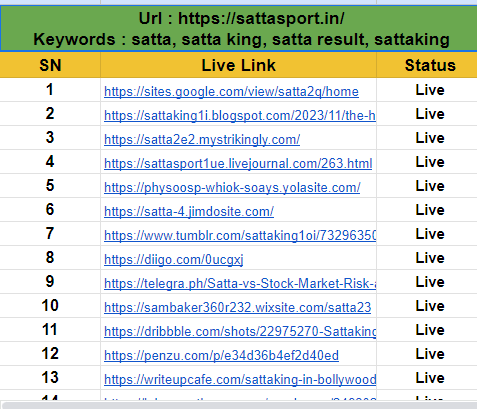 Url : https://sattasport.in/
Keywords : satta, satta king, satta result, sattaking
SN Live Link Status
1 https://sites.google.com/view/satta2q/home Live
2 https://sattaking1i.blogspot.com/2023/11/the-h Live
3 https://satta2e2.mystrikingly.com/ Live
4 https://sattasport1ue.livejournal.com/263.html Live
5 https://physoosp-whiok-soays.yolasite.com/ Live
6 https://satta-4.jimdosite.com/ Live
7 https://www.tumblr.com/sattaking1oi/73296350 Live
8 https://diigo.com/0ucgxj Live
9 https://telegra.ph/Satta-vs-Stock-Market-Risk-a Live
10 https://sambaker360r232.wixsite.com/satta23 Live
11 https://dribbble.com/shots/22975270-Sattaking Live
12 https://penzu.com/p/e34d36b4ef2d40ed Live
13 https://writeupcafe.com/sattaking-in-bollywood Live
14 Live